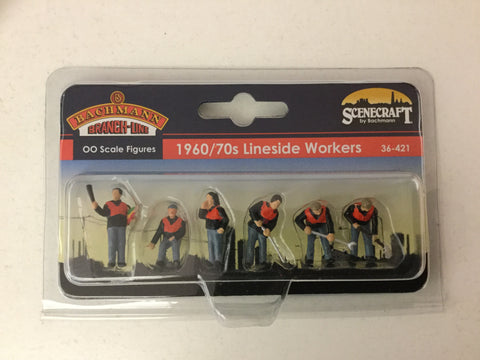 BACHMANN
BRANCH-LINE
SCENECRAFT
by Bachmann
OO Scale Figures
1960/70s Lineside Workers
36-421